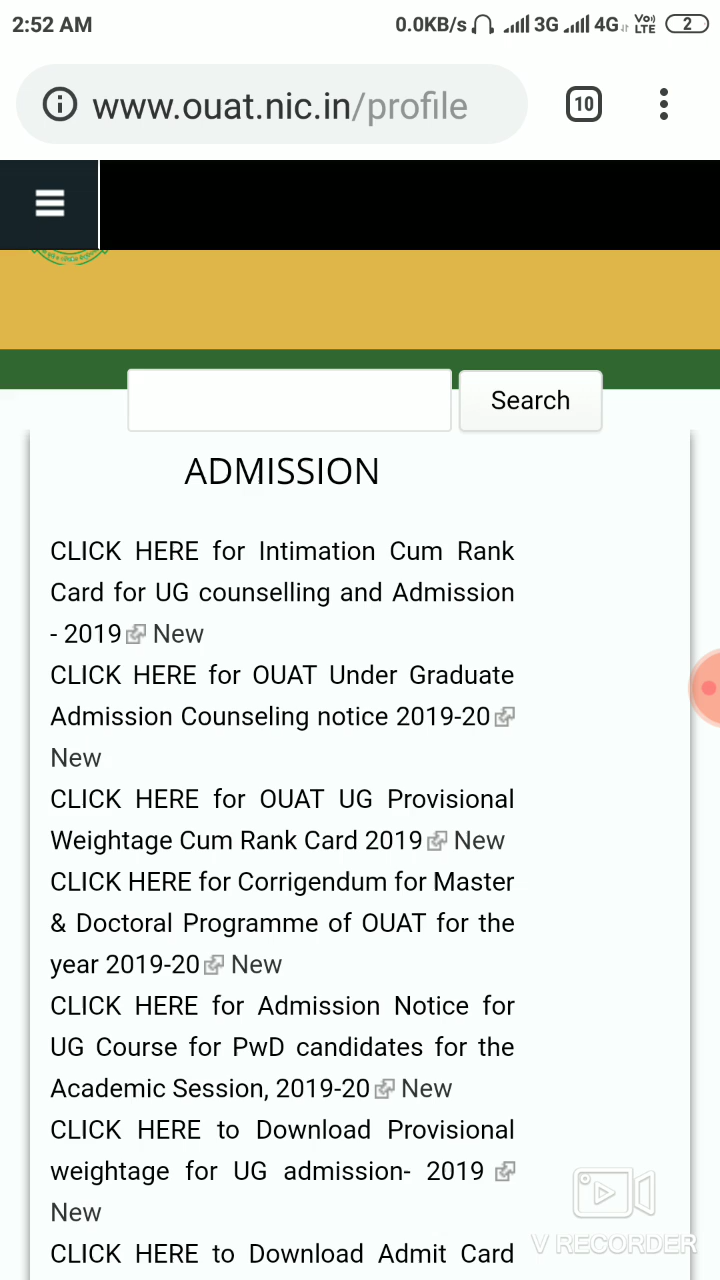 2:52 AM 0.0KB/s 3G 4G Vo)) LTE 2
www.ouat.nic.in/profile 10
Search
ADMISSION
CLICK HERE for Intimation Cum Rank
Card for UG counselling and Admission
- 2019 New
CLICK HERE for OUAT Under Graduate
Admission Counseling notice 2019-20
New
CLICK HERE for OUAT UG Provisional
Weightage Cum Rank Card 2019 New
CLICK HERE for Corrigendum for Master
& Doctoral Programme of OUAT for the
year 2019-20 New
CLICK HERE for Admission Notice for
UG Course for PwD candidates for the
Academic Session, 2019-20 New
CLICK HERE to Download Provisional
weightage for UG admission- 2019
New
CLICK HERE to Download Admit Card
V RECORDER